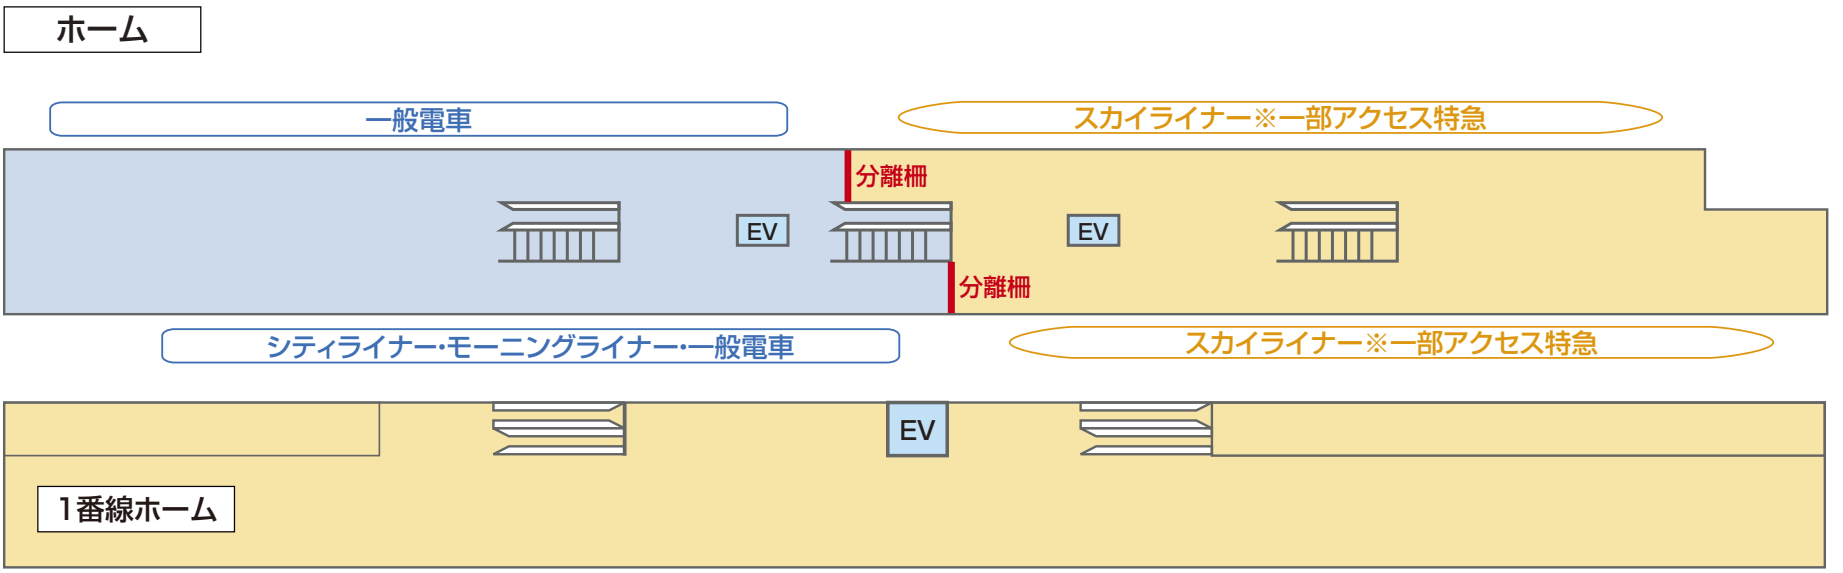 ホーム
一般電車
スカイライナー※一部アクセス特急
分離柵
EV
EV
分離柵
シティライナー・モーニングライナー・一般電車
スカイライナー※一部アクセス特急
EV
1番線ホーム